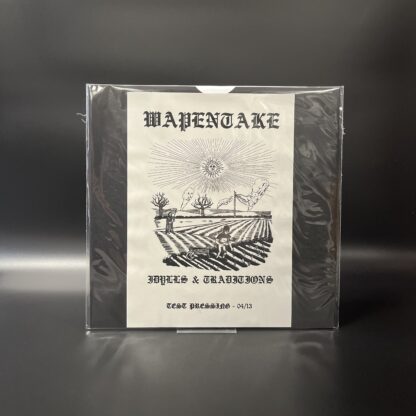 WAPENTAKE
IDYLLS & TRADITIONS
TEST PRESSING - 04/13